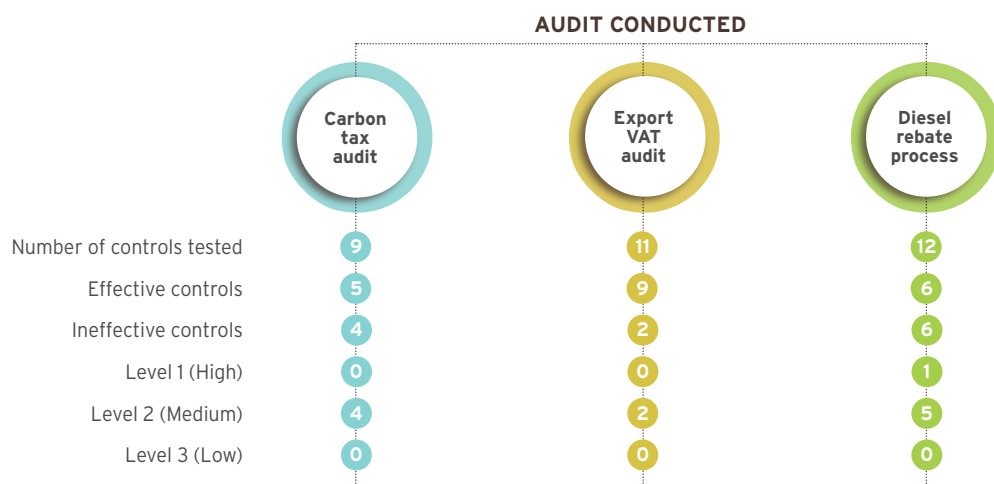 AUDIT CONDUCTED
Carbon
tax
audit
Export
VAT
audit
Diesel
rebate
process
Number of controls tested 9 11 12
Effective controls 5 9 6
Ineffective controls 4 2 6
Level 1 (High) 0 0 1
Level 2 (Medium) 4 2 5
Level 3 (Low) 0 0 0